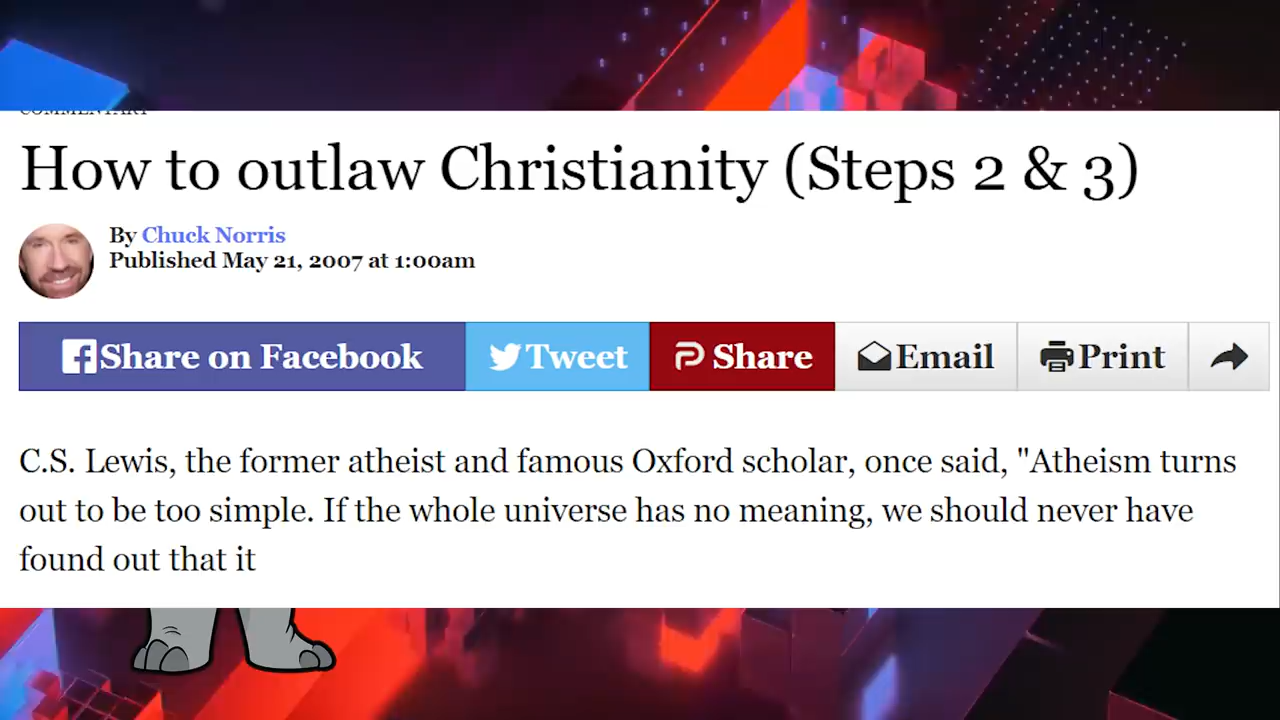 COMMENTARY
How to outlaw Christianity (Steps 2 & 3)
By Chuck Norris
Published May 21, 2007 at 1:00am
Share on Facebook Tweet Share Email Print
C.S. Lewis, the former atheist and famous Oxford scholar, once said, "Atheism turns
out to be too simple. If the whole universe has no meaning, we should never have
found out that it